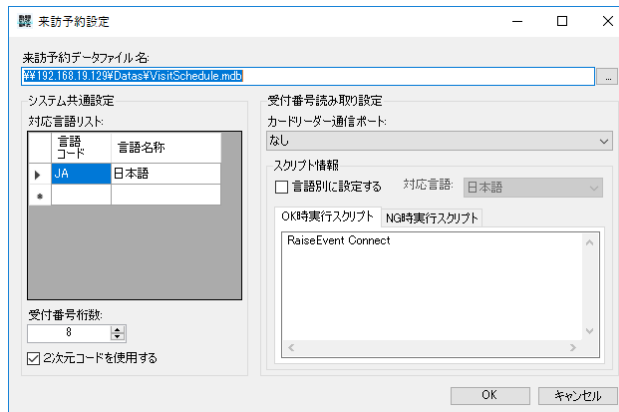 来訪予約設定
来訪予約データファイル名:
¥¥192.168.19.129¥Datas¥VisitSchedule.mdb
...
システム共通設定
対応言語リスト:
言語
コード
言語名称
JA
日本語
受付番号桁数:
8
2次元コードを使用する
受付番号読み取り設定
カードリーダー通信ポート:
なし
スクリプト情報
言語別に設定する
対応言語:
日本語
OK時実行スクリプト
NG時実行スクリプト
RaiseEvent Connect
OK
キャンセル